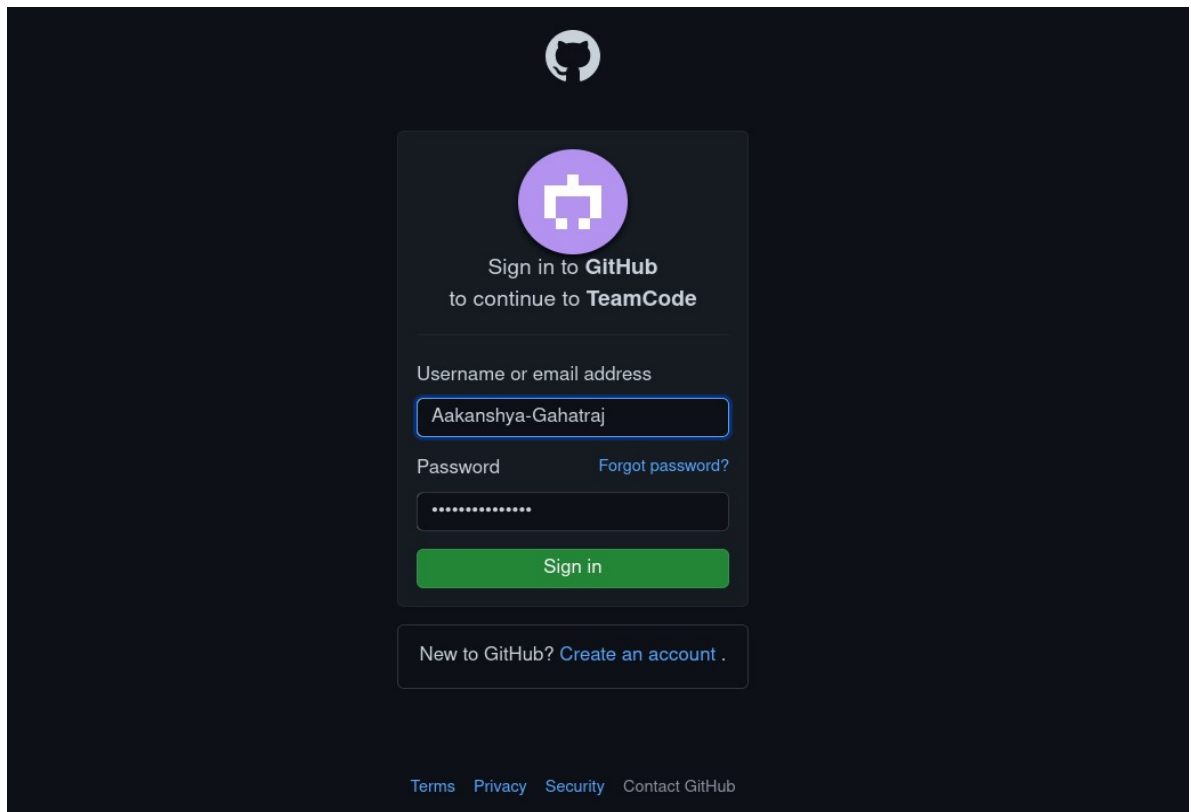 Sign in to GitHub
to continue to TeamCode
Username or email address
Aakanshya-Gahatraj
Password Forgot password?
•••••••••••••••
Sign in
New to GitHub? Create an account .
Terms Privacy Security Contact GitHub